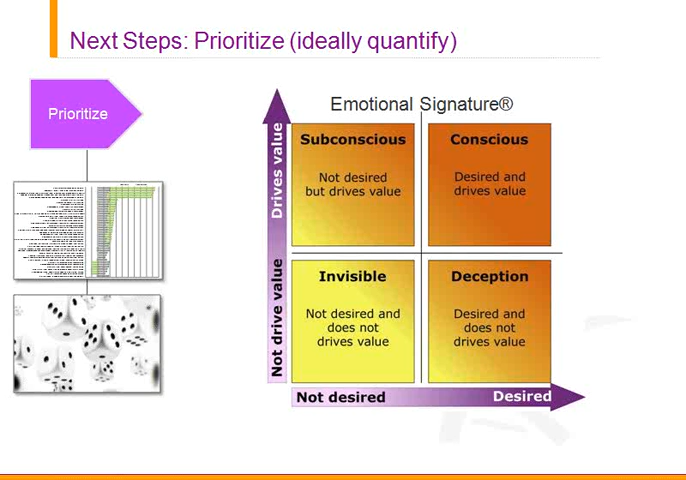 Next Steps: Prioritize (ideally quantify)
Prioritize
Emotional Signature®
Drives value
Not drive value
Subconscious
Not desired
but drives value
Conscious
Desired and
drives value
Invisible
Not desired and
does not
drives value
Deception
Desired and
does not
drives value
Not desired
Desired